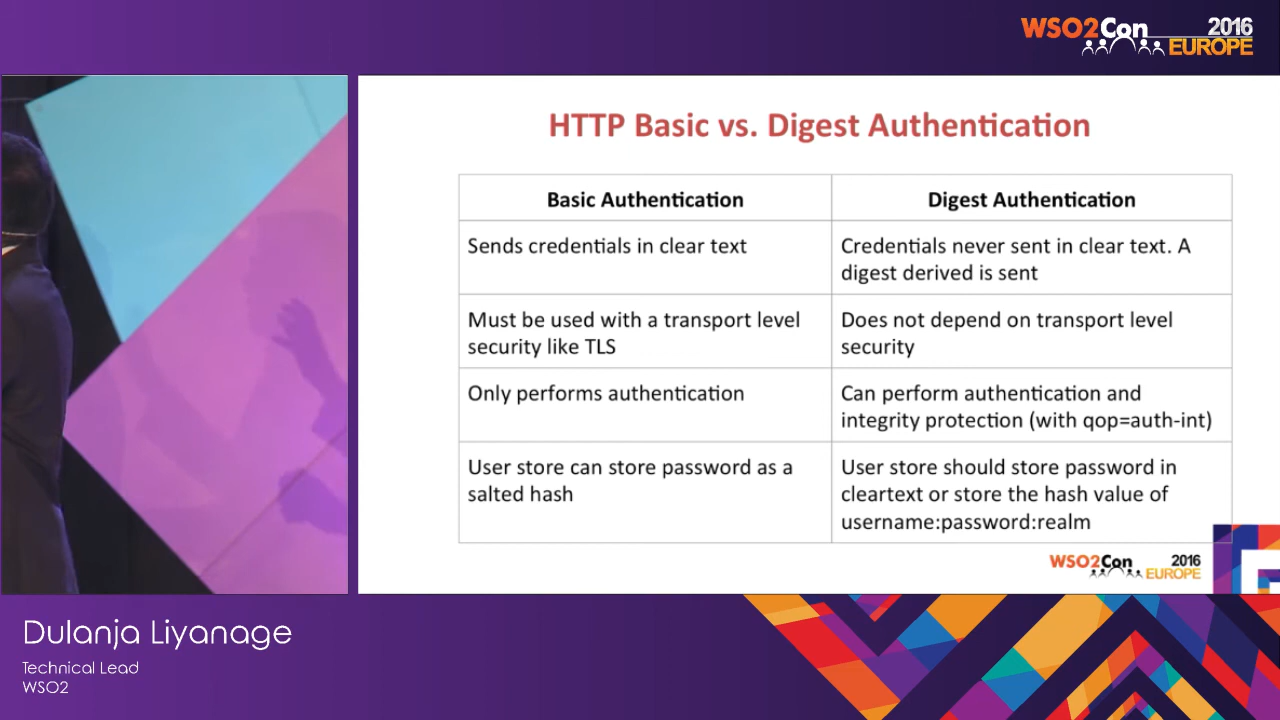 WSO2Con 2016
EUROPE
HTTP Basic vs. Digest Authentication
Basic Authentication
Digest Authentication
Sends credentials in clear text
Credentials never sent in clear text. A
digest derived is sent
Must be used with a transport level
security like TLS
Does not depend on transport level
security
Only performs authentication
Can perform authentication and
integrity protection (with qop=auth-int)
User store can store password as a
salted hash
User store should store password in
cleartext or store the hash value of
username:password:realm
WSO2Con 2016
EUROPE
Dulanja Liyanage
Technical Lead
WSO2